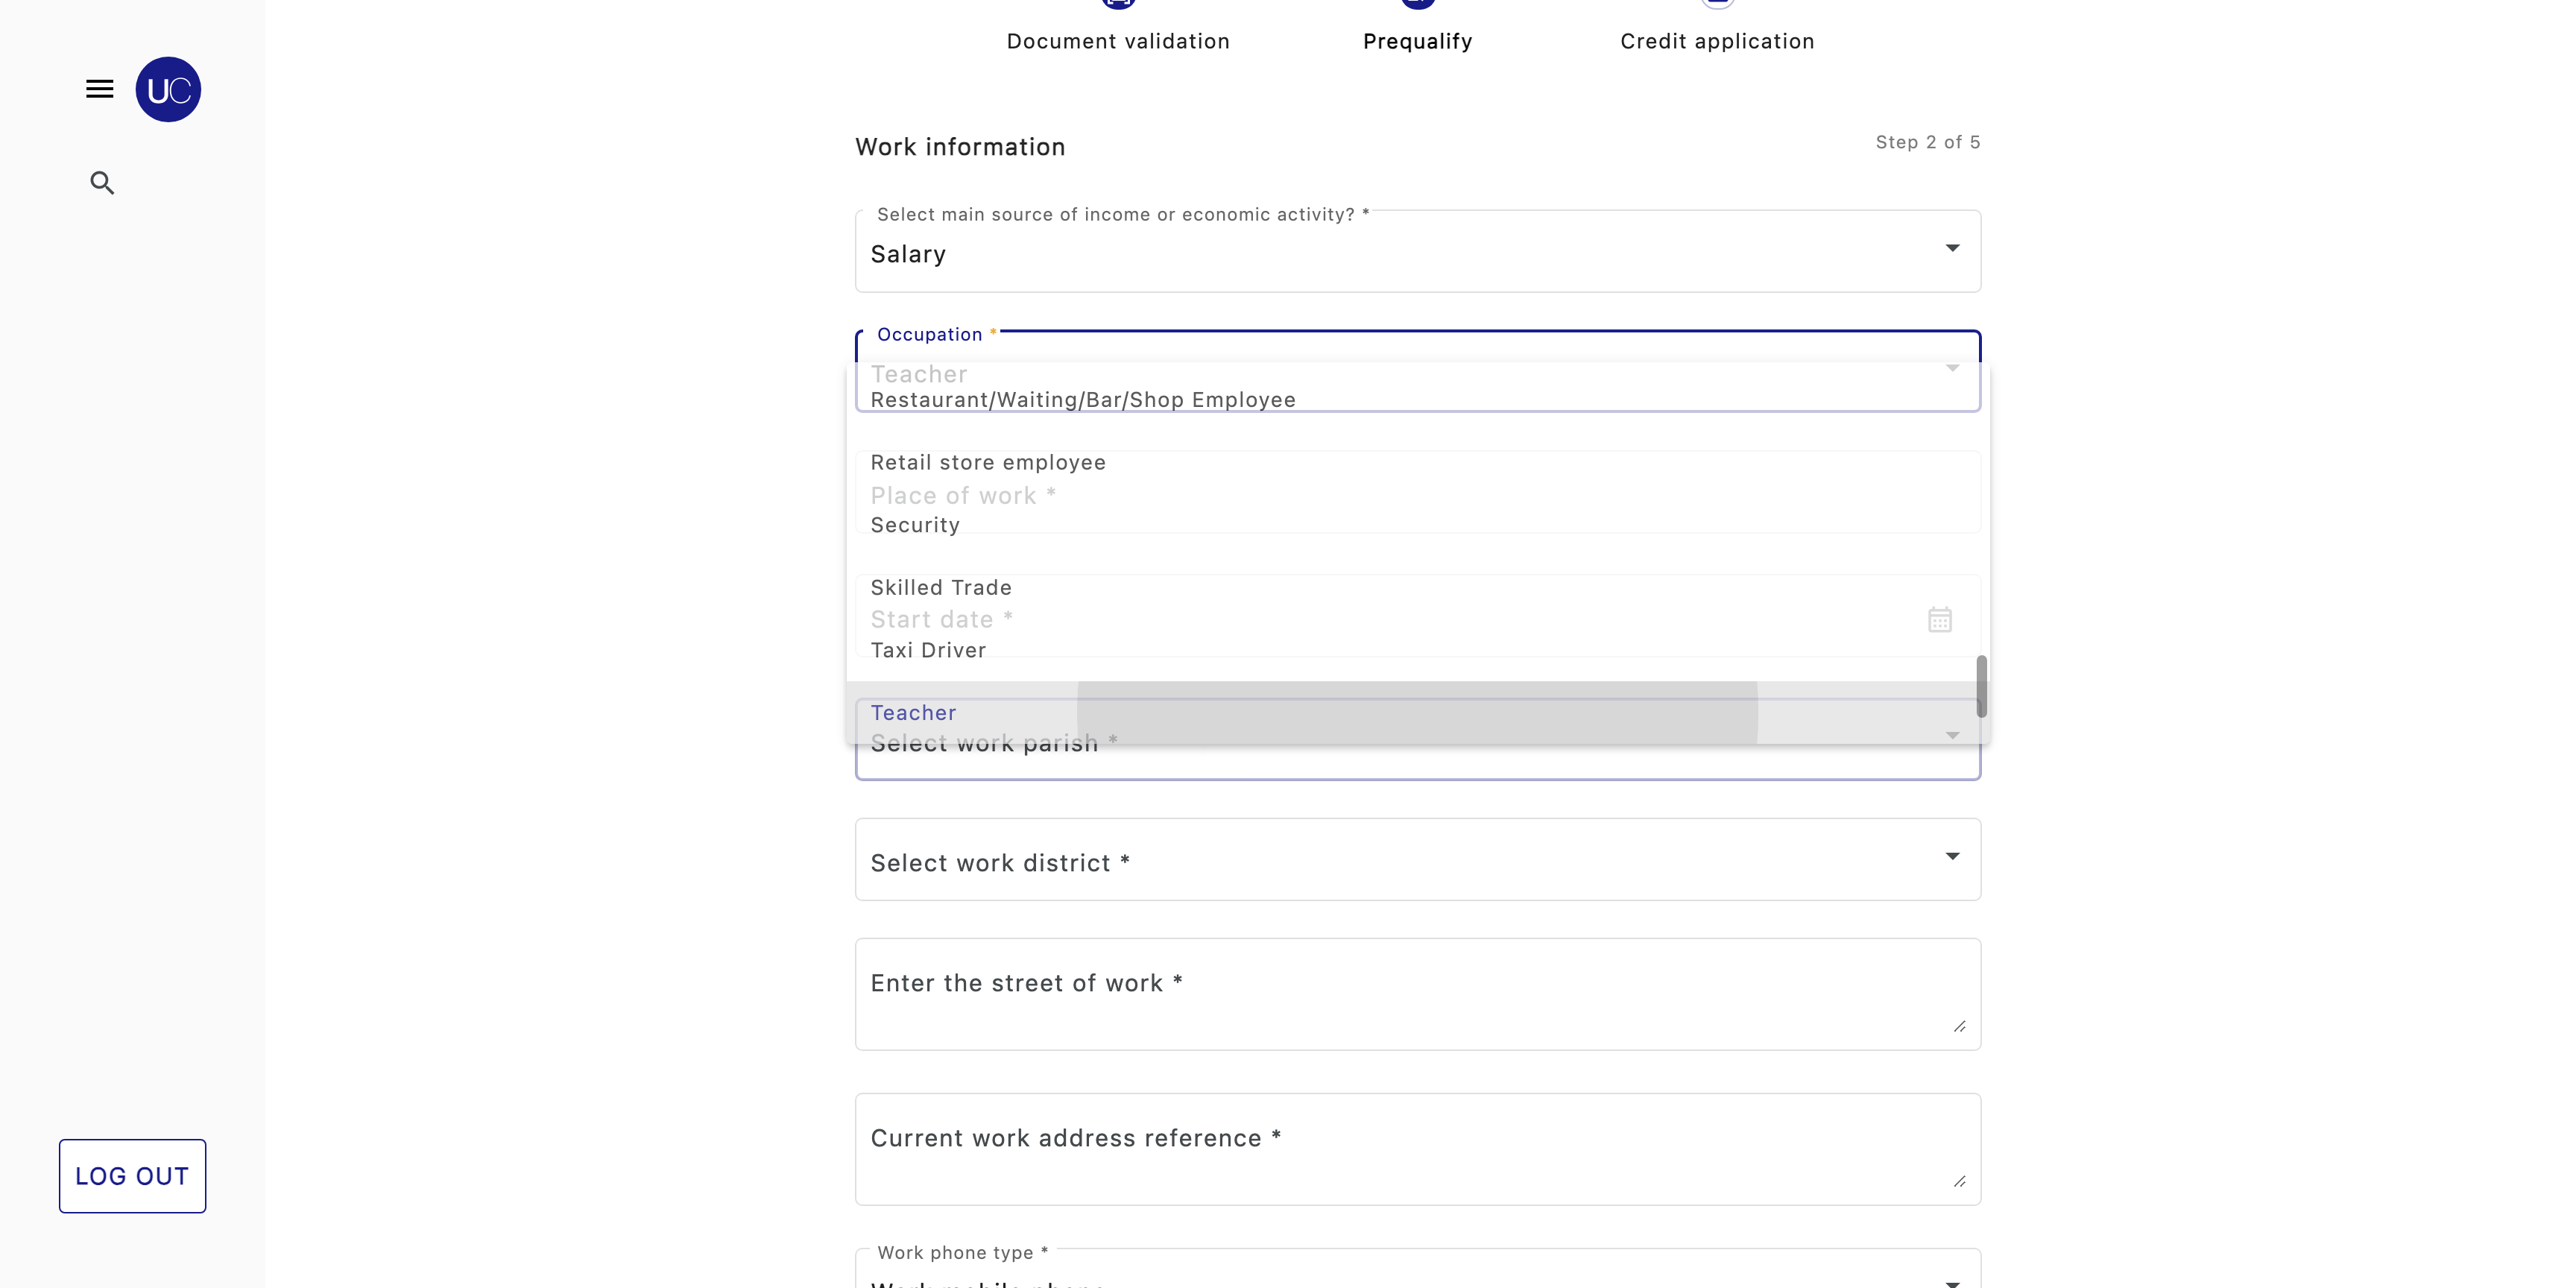 Document validation
Prequalify
Credit application
UC
Work information
Step 2 of 5
Select main source of income or economic activity? *
Salary
Occupation *
Teacher
Restaurant/Waiting/Bar/Shop Employee
Retail store employee
Place of work *
Security
Skilled Trade
Start date *
Taxi Driver
Teacher
Select work parish *
Select work district *
Enter the street of work *
Current work address reference *
LOG OUT
Work phone type *
Work mobile phone